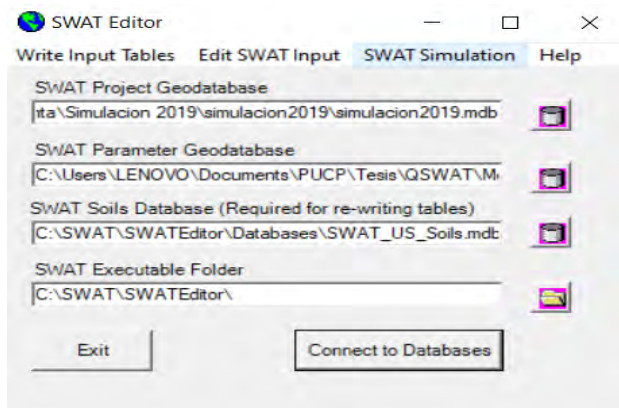 SWAT Editor
Write Input Tables Edit SWAT Input SWAT Simulation Help
SWAT Project Geodatabase
ita\Simulacion 2019\simulacion2019\simulacion2019.mdb
SWAT Parameter Geodatabase
C:\Users\LENOVO\Documents\PUCP\Tesis\QSWAT\M
SWAT Soils Database (Required for re-writing tables)
C:\SWAT\SWATEditor\Databases\SWAT_US_Soils.mdb
SWAT Executable Folder
C:\SWAT\SWATEditor\
Exit Connect to Databases